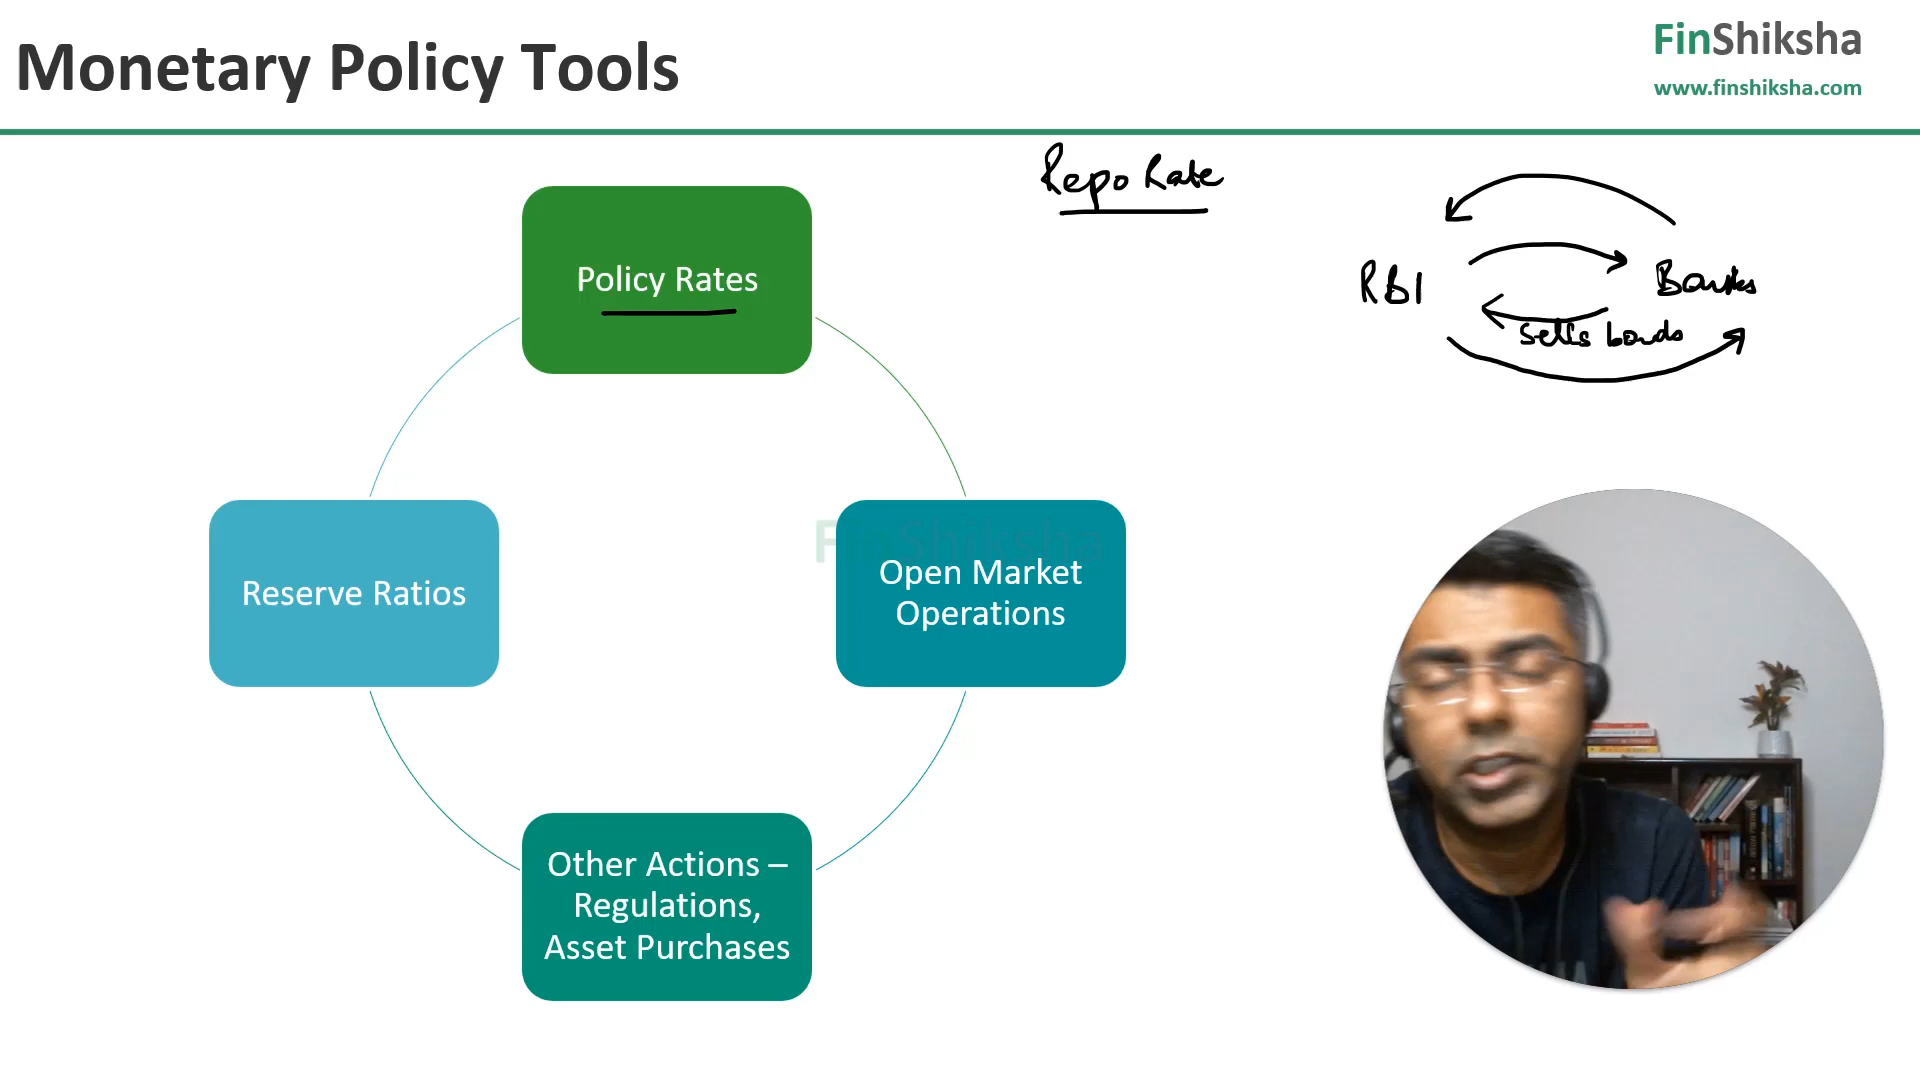 Monetary Policy Tools
FinShiksha
www.finshiksha.com
Repo Rate
Policy Rates
RBI
Banks
sells bonds
Reserve Ratios
FinShiksha
Open Market
Operations
Other Actions –
Regulations,
Asset Purchases